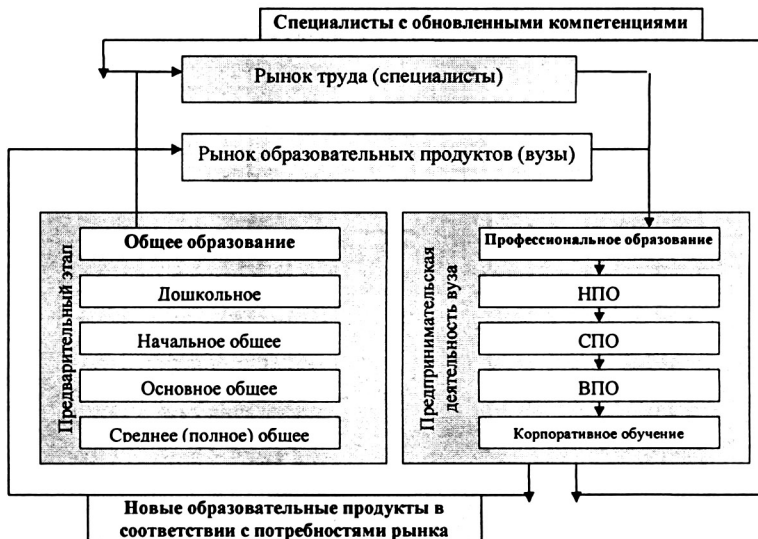 Специалисты с обновленными компетенциями
Рынок труда (специалисты)
Рынок образовательных продуктов (вузы)
Предварительный этап
Общее образование
Дошкольное
Начальное общее
Основное общее
Среднее (полное) общее
Предпринимательская
деятельность вуза
Профессиональное образование
НПО
СПО
ВПО
Корпоративное обучение
Новые образовательные продукты в
соответствии с потребностями рынка